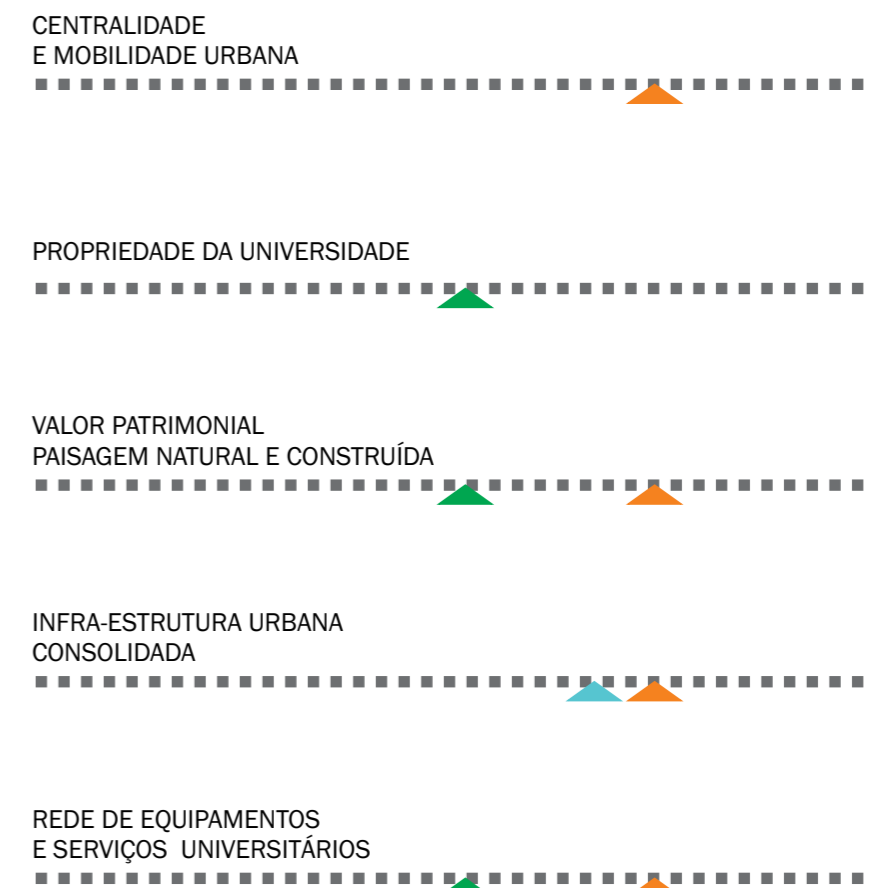 CENTRALIDADE
E MOBILIDADE URBANA
PROPRIEDADE DA UNIVERSIDADE
VALOR PATRIMONIAL
PAISAGEM NATURAL E CONSTRUÍDA
INFRA-ESTRUTURA URBANA
CONSOLIDADA
REDE DE EQUIPAMENTOS
E SERVIÇOS UNIVERSITÁRIOS